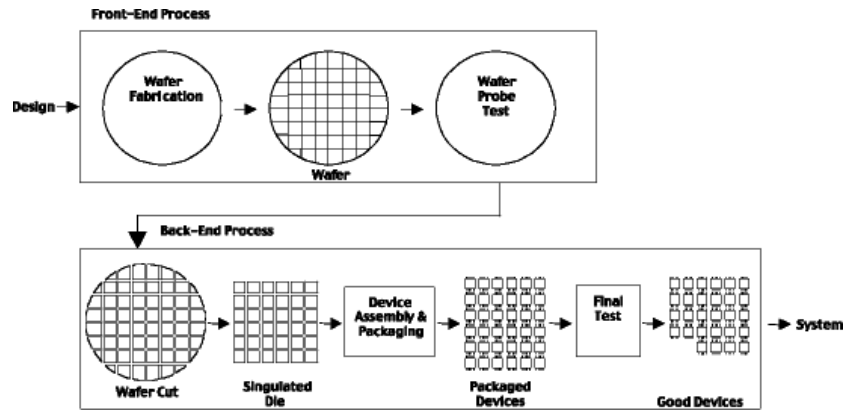 Front-End Process
Design
Wafer
Fabrication
Wafer
Wafer
Probe
Test
Back-End Process
Wafer Cut
Singulated
Die
Device
Assembly &
Packaging
Packaged
Devices
Final
Test
Good Devices
System